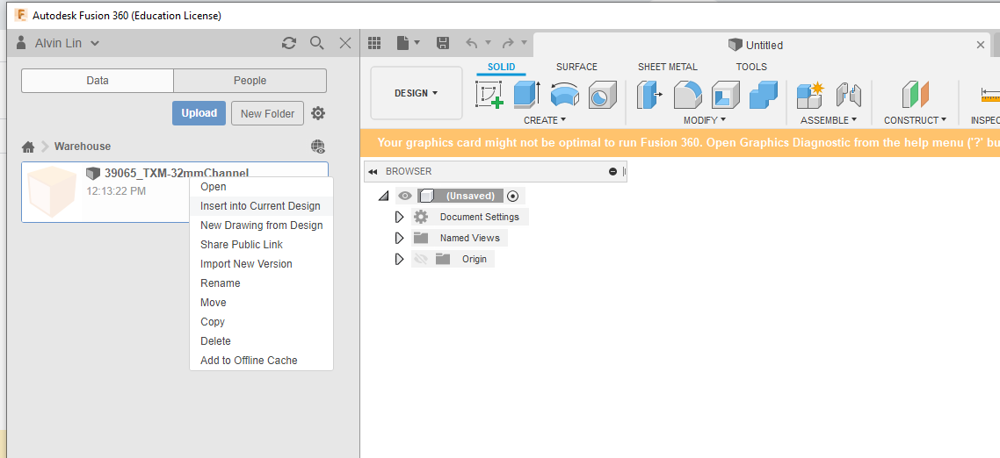 Autodesk Fusion 360 (Education License)
Alvin Lin
Untitled
Data People
SOLID SURFACE SHEET METAL TOOLS
DESIGN
Upload New Folder
CREATE MODIFY ASSEMBLE CONSTRUCT INSPEC
Warehouse
Your graphics card might not be optimal to run Fusion 360. Open Graphics Diagnostic from the help menu ('?' bu
39065_TXM-32mmChannel
12:13:22 PM
BROWSER
Open
Insert into Current Design
New Drawing from Design
Share Public Link
Import New Version
Rename
Move
Copy
Delete
Add to Offline Cache
(Unsaved)
Document Settings
Named Views
Origin